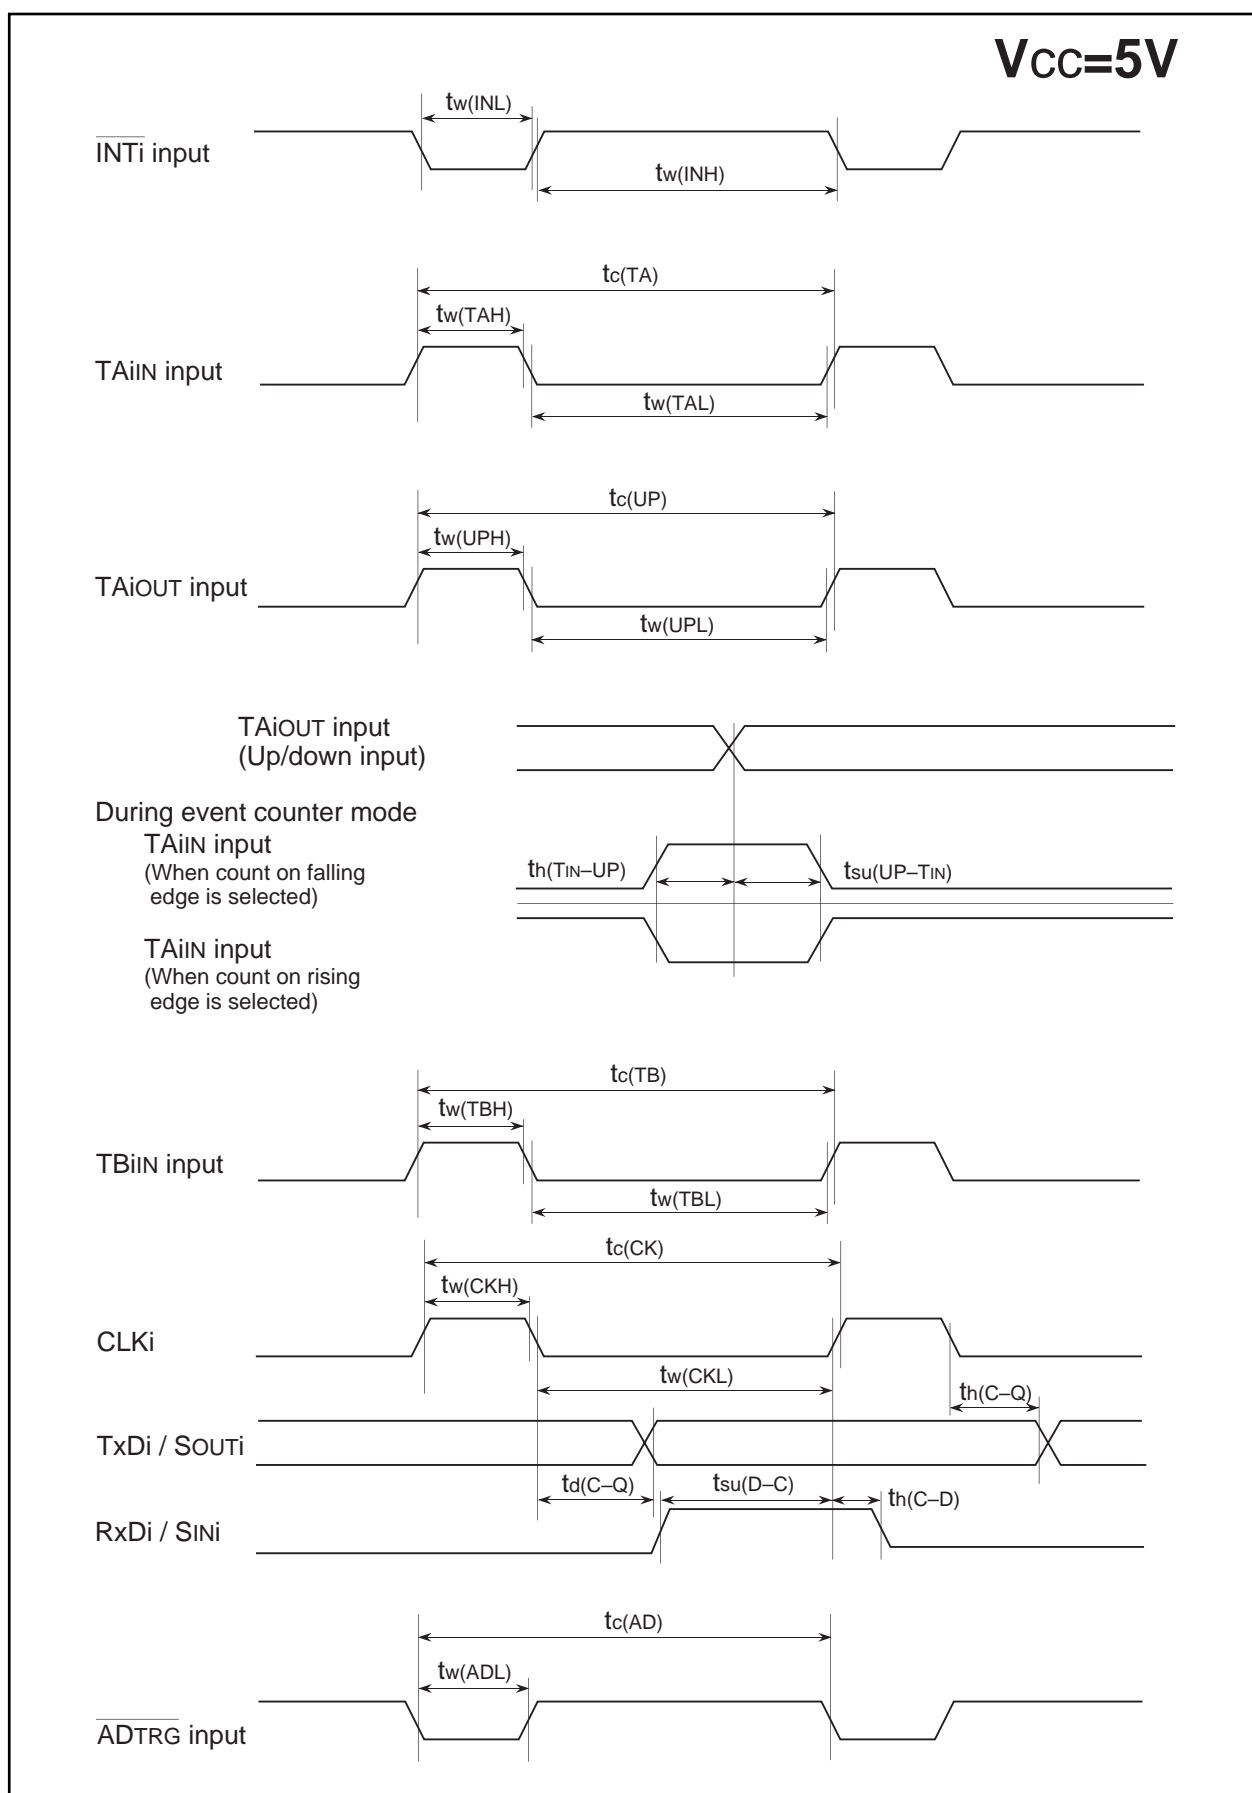 VCC=5V
tw(INL)
INTi input
tw(INH)
tc(TA)
tw(TAH)
TAiIN input
tw(TAL)
tc(UP)
tw(UPH)
TAiOUT input
tw(UPL)
TAiOUT input
(Up/down input)
During event counter mode
TAiIN input
(When count on falling
edge is selected)
th(TIN–UP)
tsu(UP–TIN)
TAiIN input
(When count on rising
edge is selected)
tc(TB)
tw(TBH)
TBiIN input
tw(TBL)
tc(CK)
tw(CKH)
CLKi
tw(CKL)
th(C–Q)
TxDi / SOUTi
td(C–Q)
tsu(D–C)
th(C–D)
RxDi / SINi
tc(AD)
tw(ADL)
ADTRG input